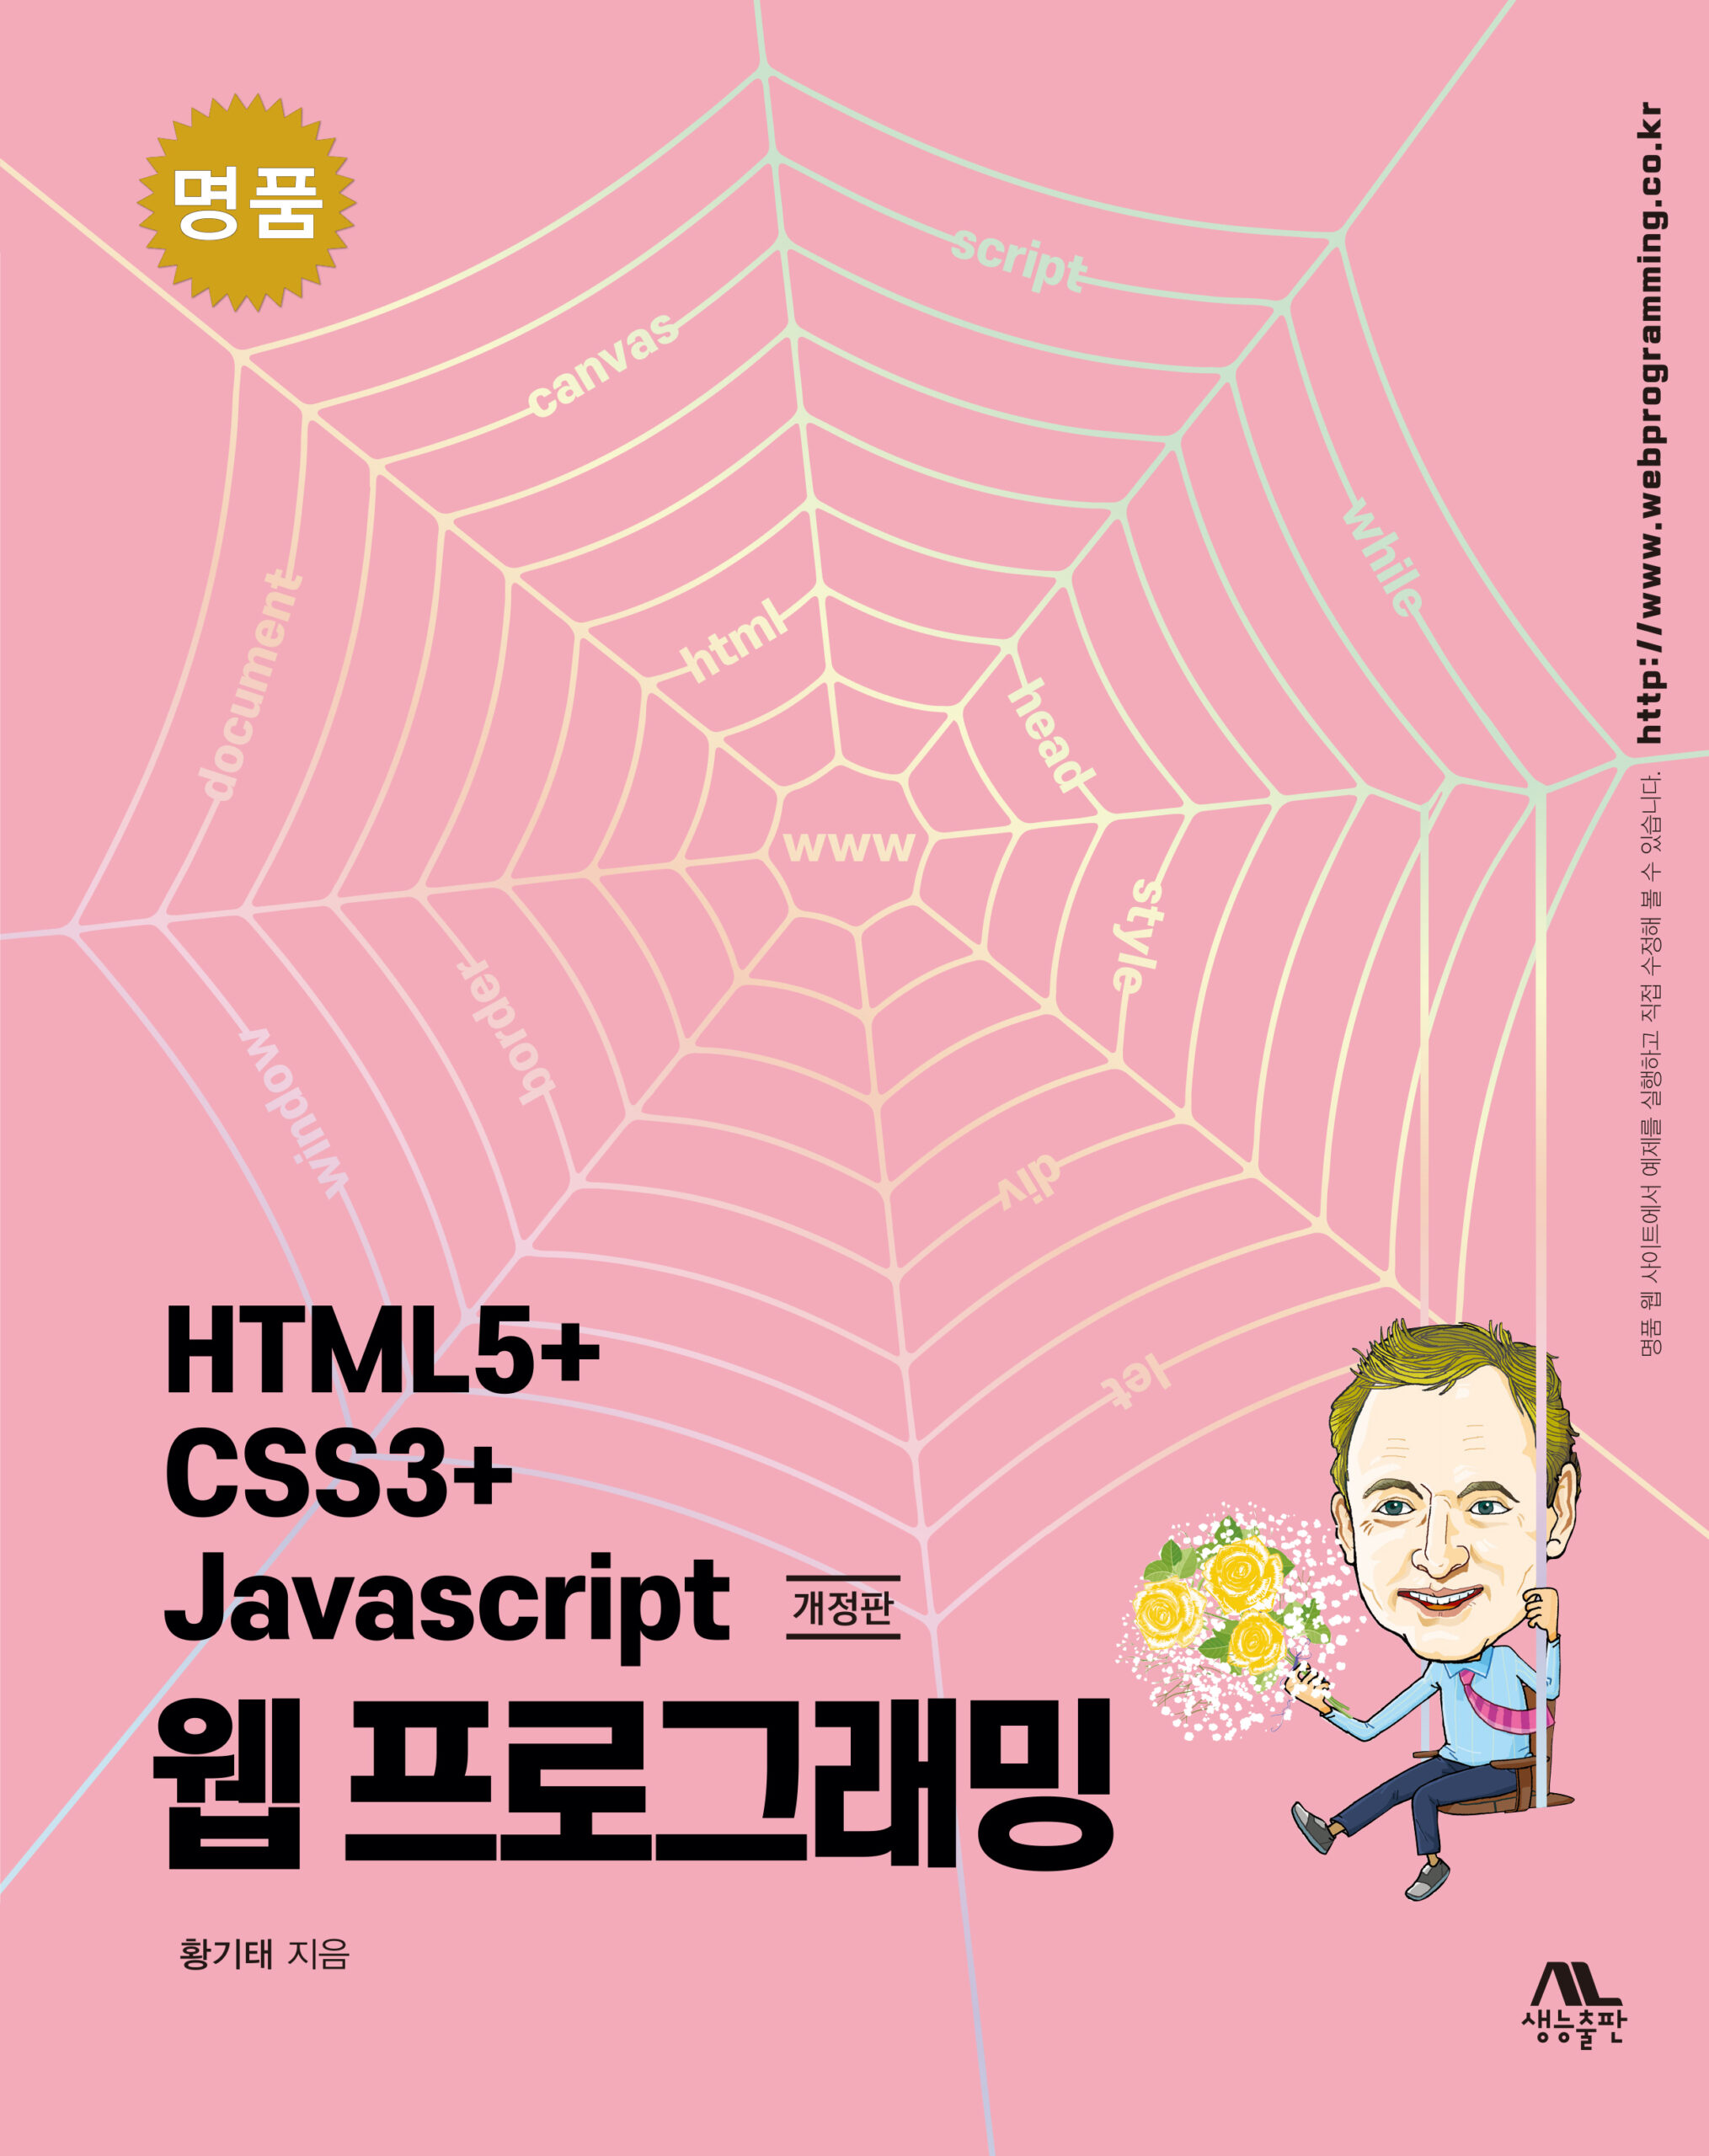 명품
script
canvas
while
document
html
head
www
style
border
window
div
let
http://www.webprogramming.co.kr
명품 웹 사이트에서 예제를 실행하고 직접 수정해 볼 수 있습니다.
HTML5+
CSS3+
Javascript 개정판
웹 프로그래밍
황기태 지음
생능출판